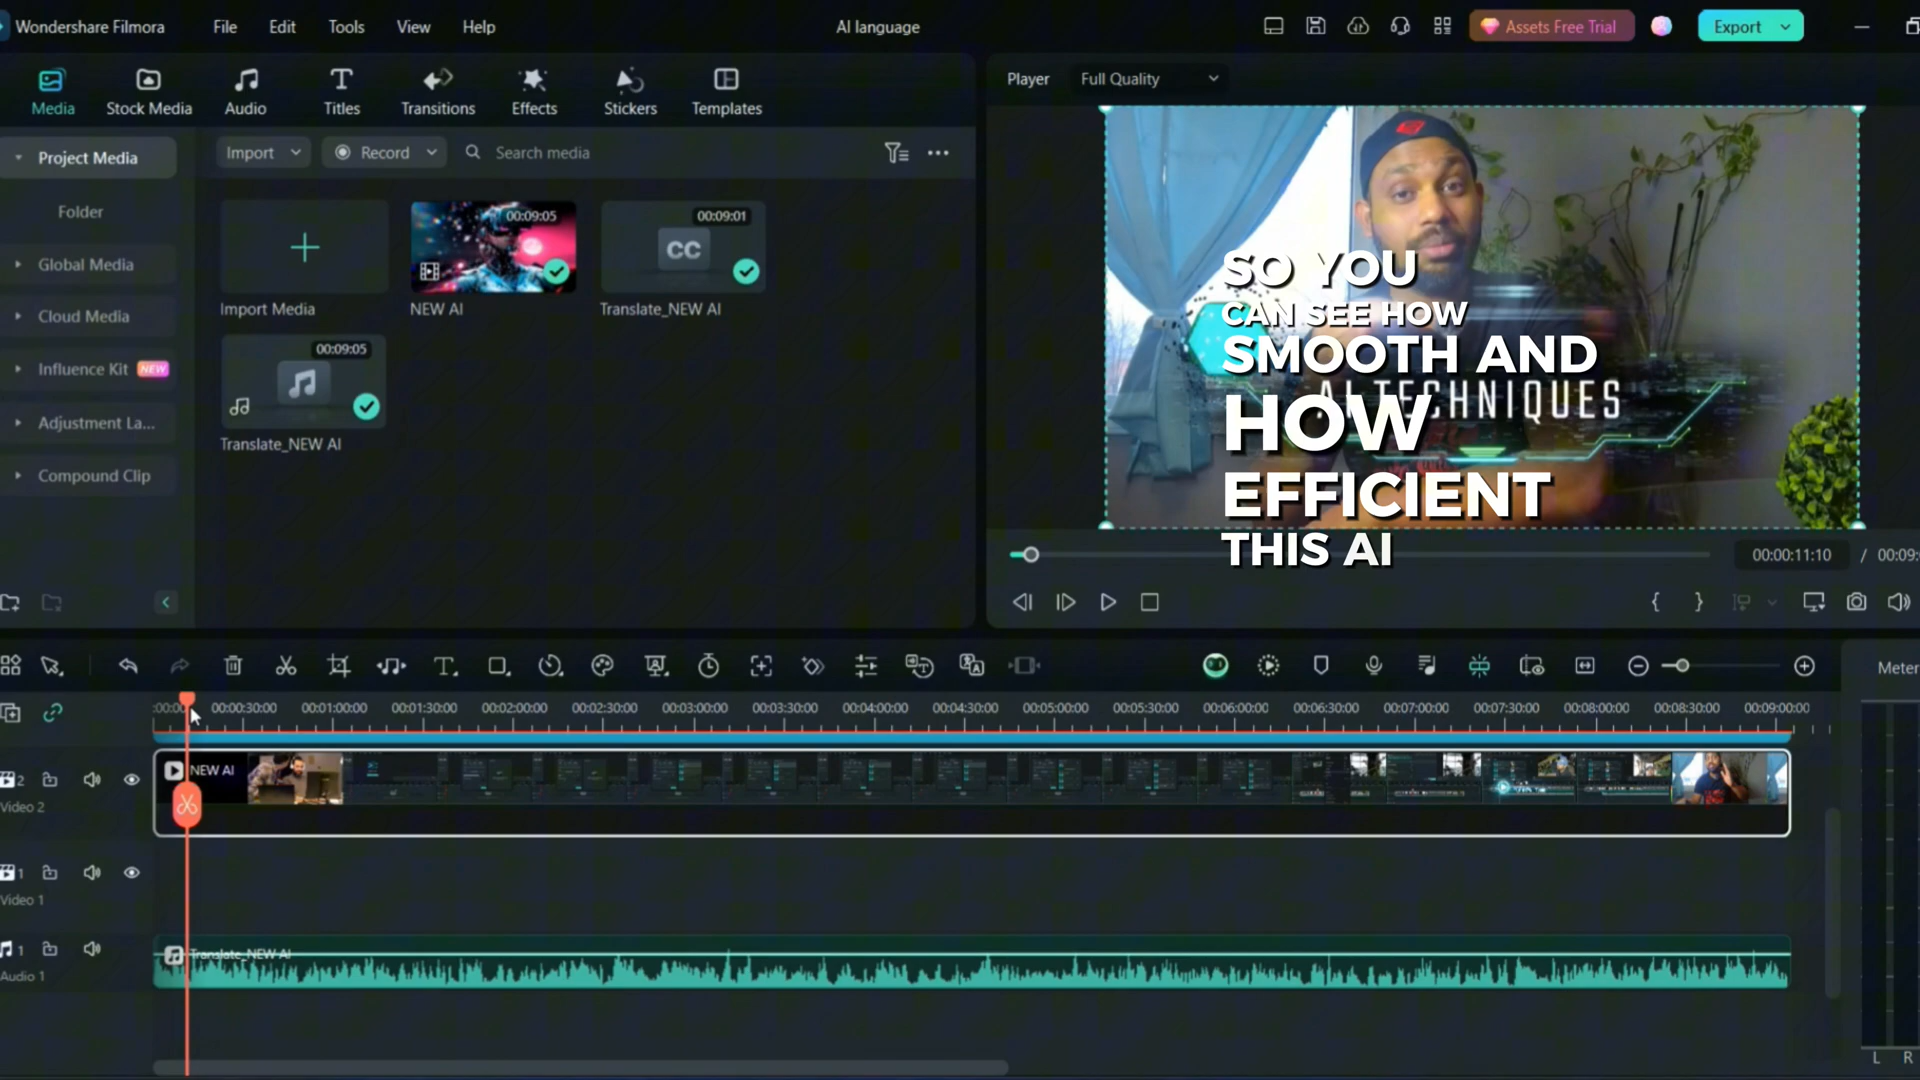 Wondershare Filmora File Edit Tools View Help AI language Assets Free Trial Export
Media Stock Media Audio Titles Transitions Effects Stickers Templates
Player Full Quality
Project Media
Import Record Search media
Folder
Global Media
Cloud Media
Influence Kit NEW
Adjustment La...
Compound Clip
00:09:05
CC 00:09:01
Import Media NEW AI Translate_NEW AI
00:09:05
Translate_NEW AI
SO YOU
CAN SEE HOW
SMOOTH AND
AI TECHNIQUES
HOW
EFFICIENT
THIS AI
00:00:11:10 / 00:09:
Meter
:00:00 00:00:30:00 00:01:00:00 00:01:30:00 00:02:00:00 00:02:30:00 00:03:00:00 00:03:30:00 00:04:00:00 00:04:30:00 00:05:00:00 00:05:30:00 00:06:00:00 00:06:30:00 00:07:00:00 00:07:30:00 00:08:00:00 00:08:30:00 00:09:00:00
NEW AI
2
Video 2
1
Video 1
Translate_NEW AI
1
Audio 1
L R